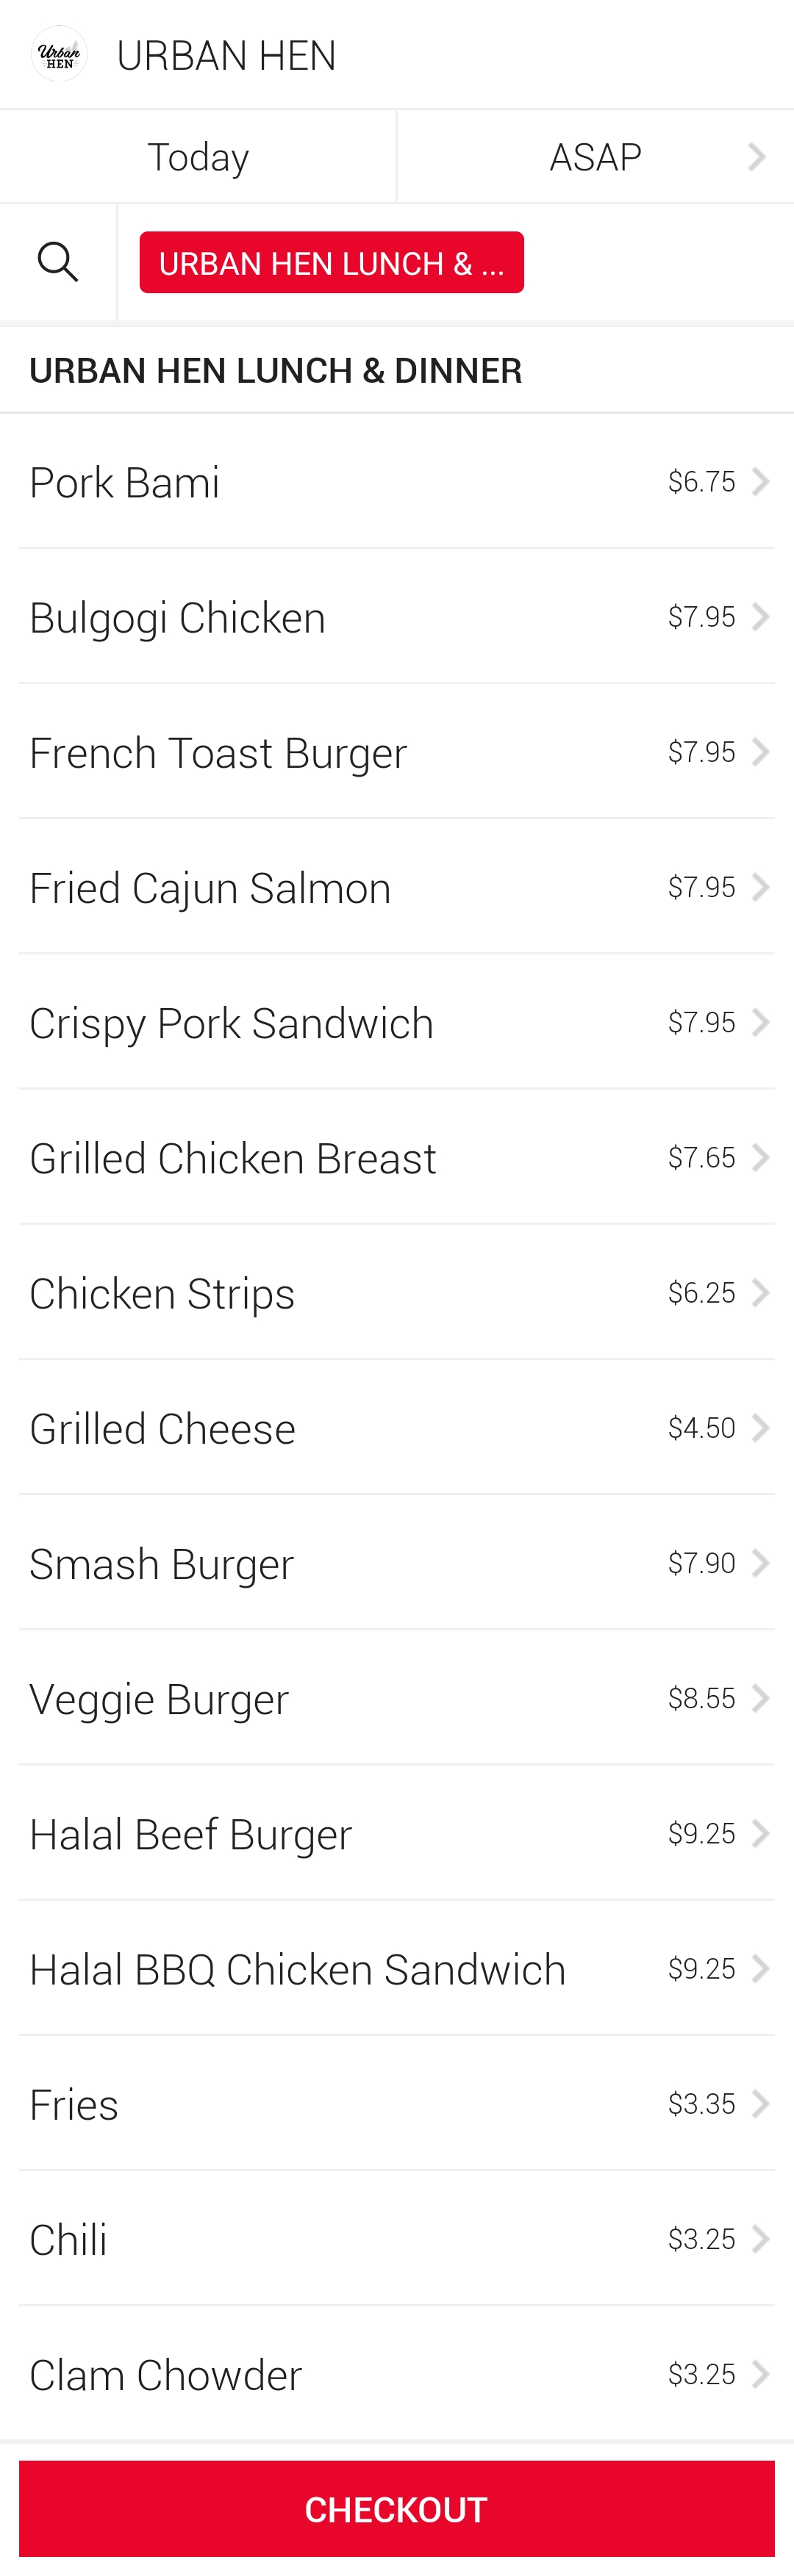 Urban
HEN
URBAN HEN
Today
ASAP
URBAN HEN LUNCH & ...
URBAN HEN LUNCH & DINNER
Pork Bami $6.75
Bulgogi Chicken $7.95
French Toast Burger $7.95
Fried Cajun Salmon $7.95
Crispy Pork Sandwich $7.95
Grilled Chicken Breast $7.65
Chicken Strips $6.25
Grilled Cheese $4.50
Smash Burger $7.90
Veggie Burger $8.55
Halal Beef Burger $9.25
Halal BBQ Chicken Sandwich $9.25
Fries $3.35
Chili $3.25
Clam Chowder $3.25
CHECKOUT